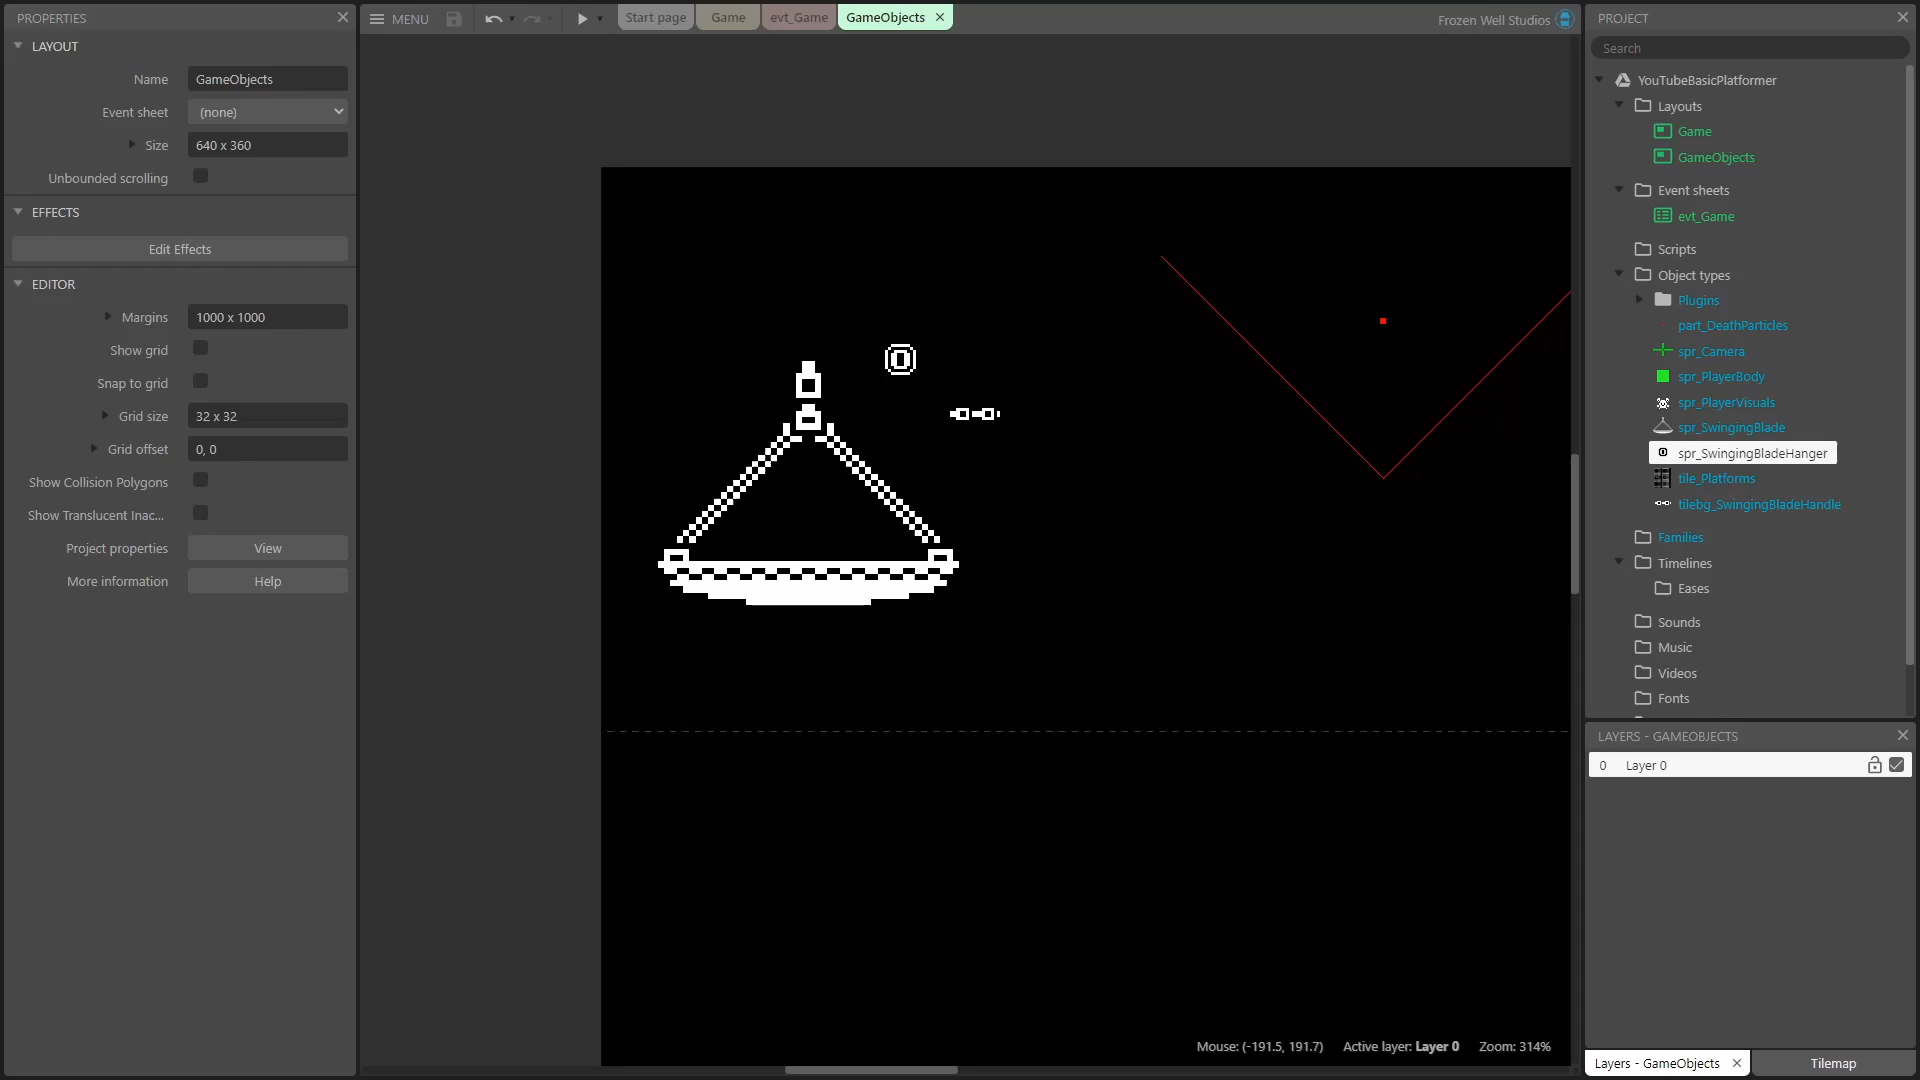 PROPERTIES
LAYOUT
Name
GameObjects
Event sheet
(none)
Size
640 x 360
Unbounded scrolling
EFFECTS
Edit Effects
EDITOR
Margins
1000 x 1000
Show grid
Snap to grid
Grid size
32 x 32
Grid offset
0, 0
Show Collision Polygons
Show Translucent Inac...
Project properties
View
More information
Help
MENU
Start page
Game
evt_Game
GameObjects
Frozen Well Studios
Mouse: (-191.5, 191.7)
Active layer: Layer 0
Zoom: 314%
PROJECT
Search
YouTubeBasicPlatformer
Layouts
Game
GameObjects
Event sheets
evt_Game
Scripts
Object types
Plugins
part_DeathParticles
spr_Camera
spr_PlayerBody
spr_PlayerVisuals
spr_SwingingBlade
spr_SwingingBladeHanger
tile_Platforms
tilebg_SwingingBladeHandle
Families
Timelines
Eases
Sounds
Music
Videos
Fonts
LAYERS - GAMEOBJECTS
0 Layer 0
Layers - GameObjects
Tilemap